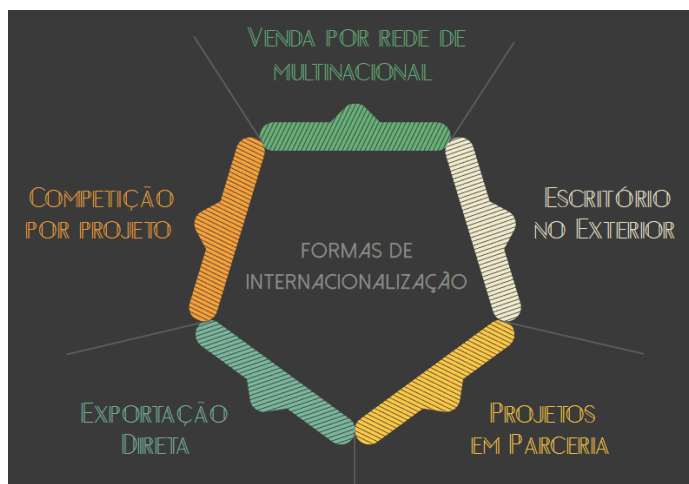 VENDA POR REDE DE
MULTINACIONAL
COMPETIÇÃO
POR PROJETO
ESCRITÓRIO
NO EXTERIOR
FORMAS DE
INTERNACIONALIZAÇÃO
EXPORTAÇÃO
DIRETA
PROJETOS
EM PARCERIA